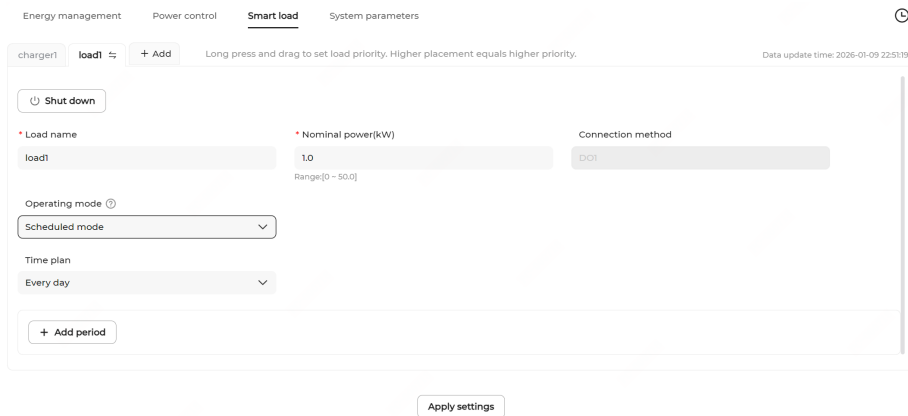 Energy management Power control Smart load System parameters
charger1 load1 + Add Long press and drag to set load priority. Higher placement equals higher priority. Data update time: 2026-01-09 22:51:19
Shut down
* Load name * Nominal power(kW) Connection method
load1 1.0 DO1
Range:[0 – 50.0]
Operating mode ?
Scheduled mode
Time plan
Every day
+ Add period
Apply settings